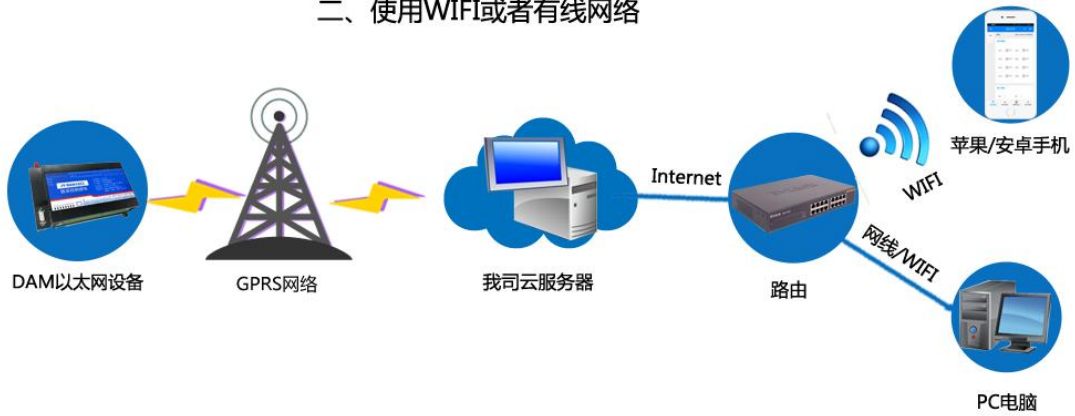 二、使用WIFI或者有线网络
苹果/安卓手机
Internet
WIFI
网线/WIFI
DAM以太网设备
GPRS网络
我司云服务器
路由
PC电脑